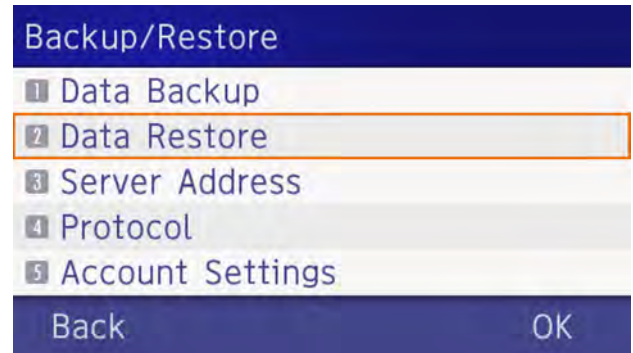 Backup/Restore
1 Data Backup
2 Data Restore
3 Server Address
4 Protocol
5 Account Settings
Back OK